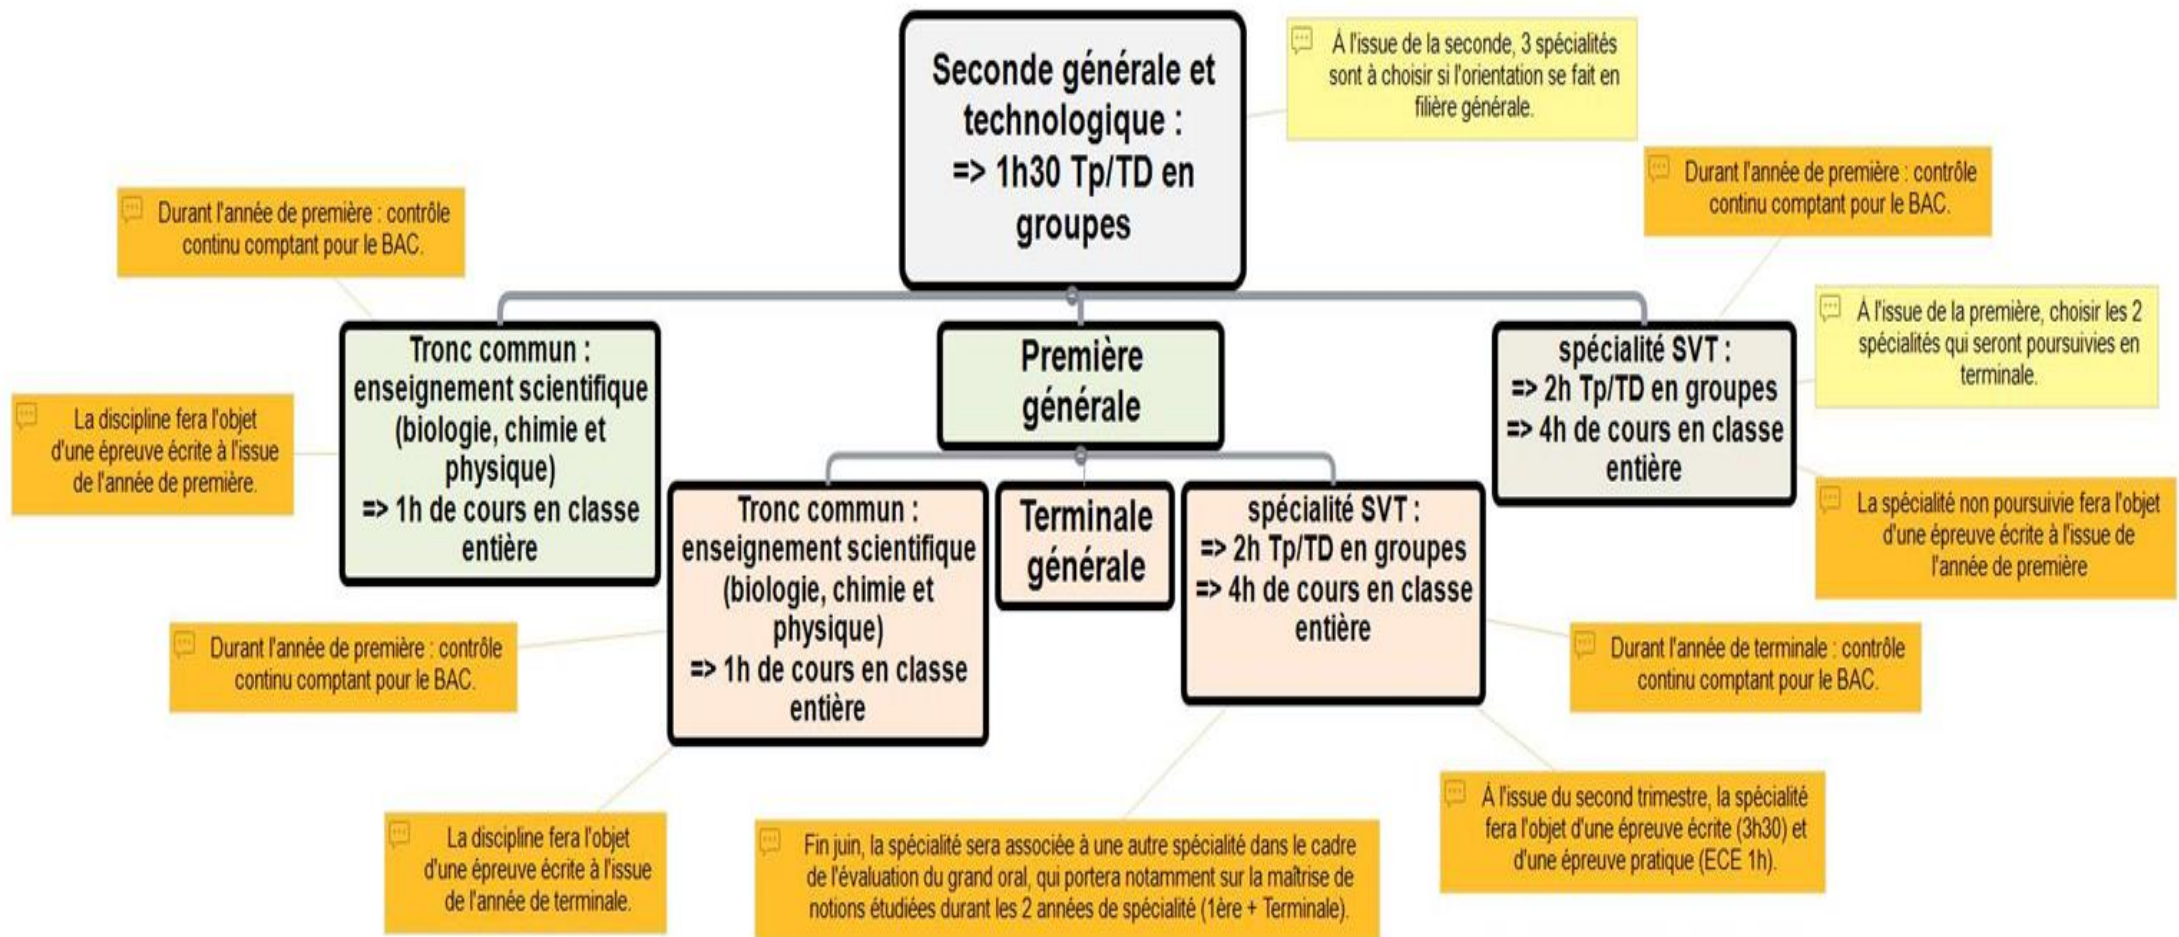 Seconde générale et
technologique :
=> 1h30 Tp/TD en
groupes
À l'issue de la seconde, 3 spécialités
sont à choisir si l'orientation se fait en
filière générale.
Durant l'année de première : contrôle
continu comptant pour le BAC.
Durant l'année de première : contrôle
continu comptant pour le BAC.
La discipline fera l'objet
d'une épreuve écrite à l'issue
de l'année de première.
Tronc commun :
enseignement scientifique
(biologie, chimie et
physique)
=> 1h de cours en classe
entière
Première
générale
spécialité SVT :
=> 2h Tp/TD en groupes
=> 4h de cours en classe
entière
À l'issue de la première, choisir les 2
spécialités qui seront poursuivies en
terminale.
La spécialité non poursuivie fera l'objet
d'une épreuve écrite à l'issue de
l'année de première
Durant l'année de première : contrôle
continu comptant pour le BAC.
Tronc commun :
enseignement scientifique
(biologie, chimie et
physique)
=> 1h de cours en classe
entière
Terminale
générale
spécialité SVT :
=> 2h Tp/TD en groupes
=> 4h de cours en classe
entière
Durant l'année de terminale : contrôle
continu comptant pour le BAC.
La discipline fera l'objet
d'une épreuve écrite à l'issue
de l'année de terminale.
Fin juin, la spécialité sera associée à une autre spécialité dans le cadre
de l'évaluation du grand oral, qui portera notamment sur la maîtrise de
notions étudiées durant les 2 années de spécialité (1ère + Terminale).
À l'issue du second trimestre, la spécialité
fera l'objet d'une épreuve écrite (3h30) et
d'une épreuve pratique (ECE 1h).